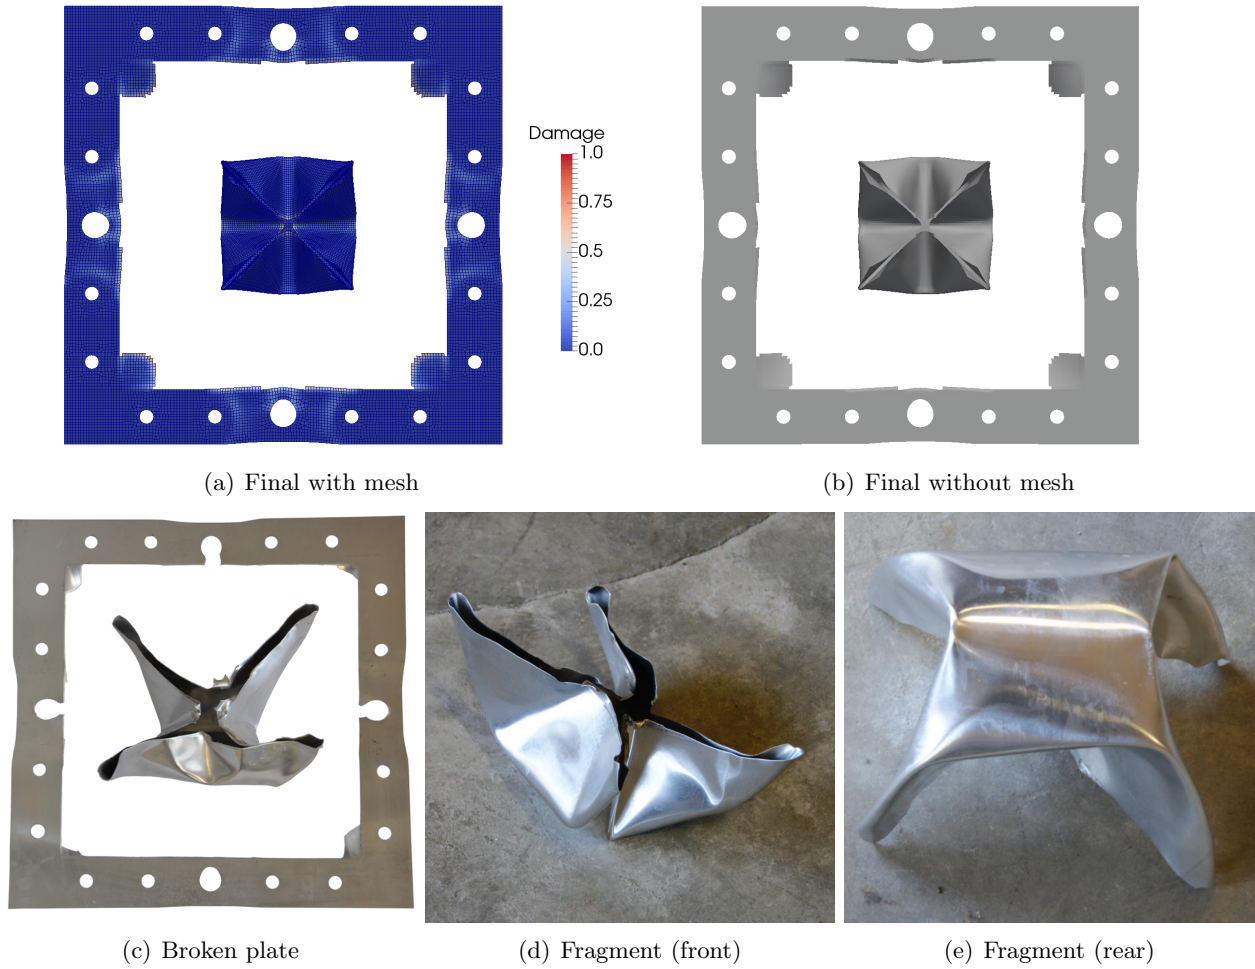 Damage
1.0
0.75
0.5
0.25
0.0
(a) Final with mesh
(b) Final without mesh
(c) Broken plate
(d) Fragment (front)
(e) Fragment (rear)